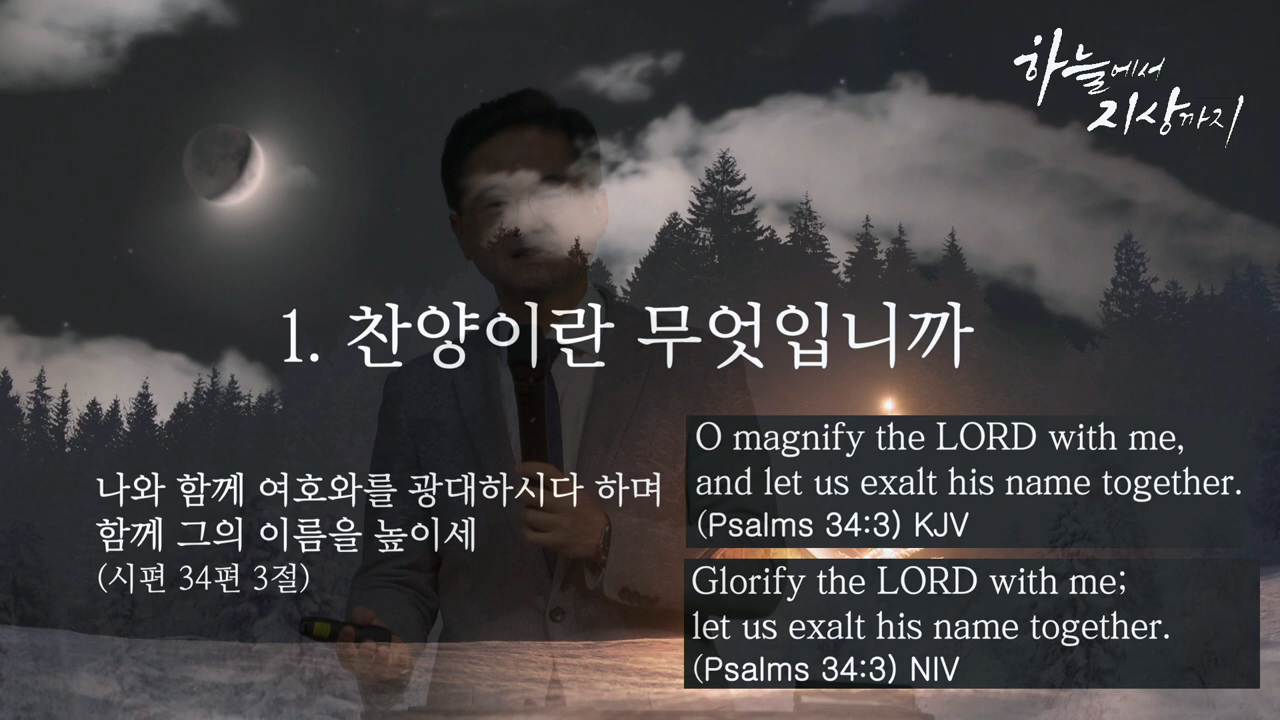 하늘에서
지상까지
1. 찬양이란 무엇입니까
나와 함께 여호와를 광대하시다 하며
함께 그의 이름을 높이세
(시편 34편 3절)
O magnify the LORD with me,
and let us exalt his name together.
(Psalms 34:3) KJV
Glorify the LORD with me;
let us exalt his name together.
(Psalms 34:3) NIV